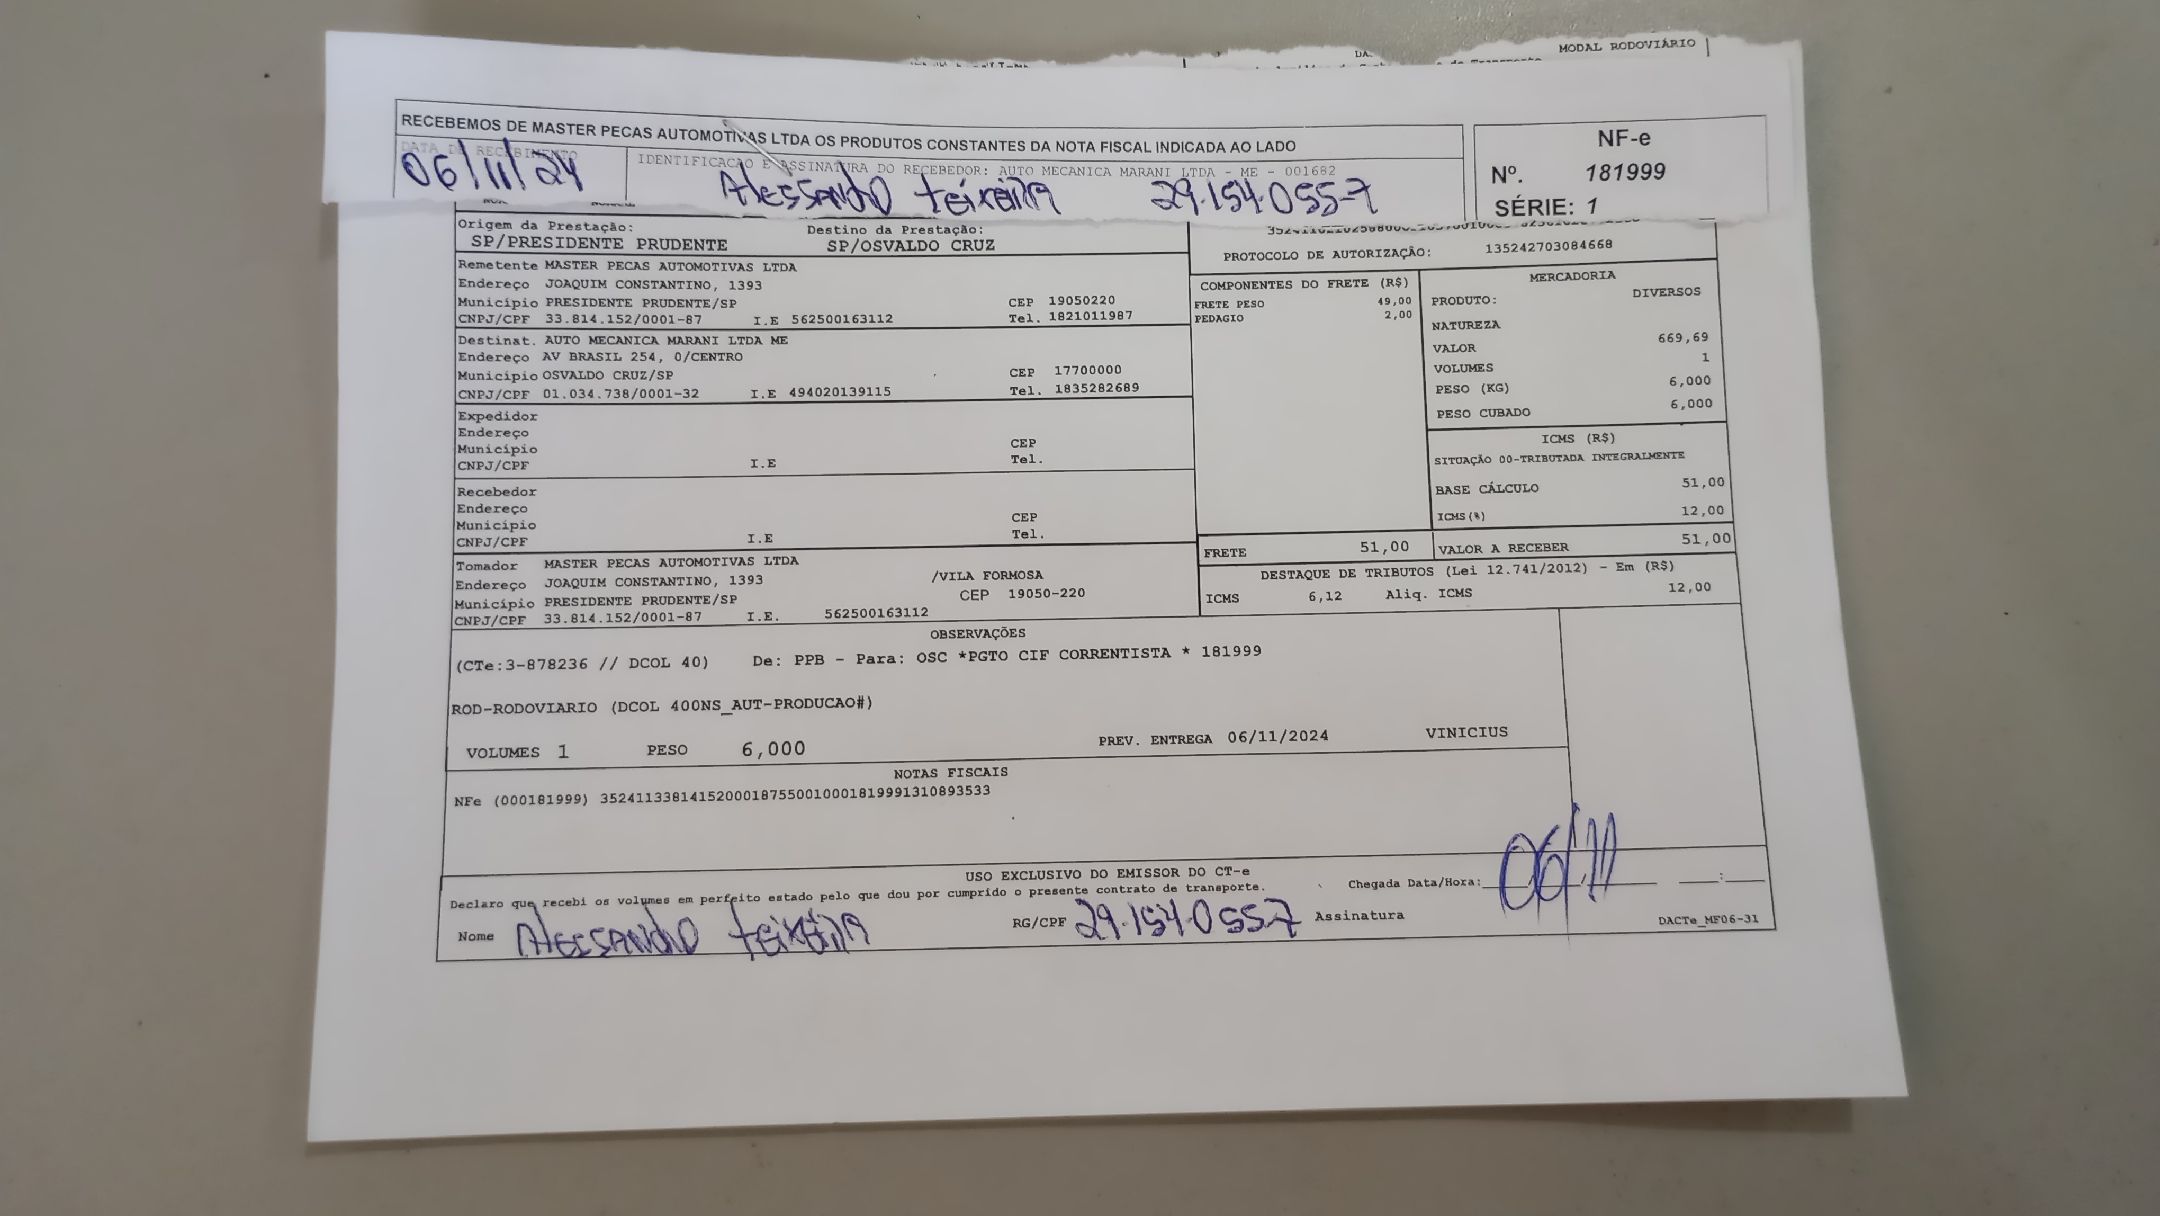 MODAL RODOVIÁRIO
RECEBEMOS DE MASTER PECAS AUTOMOTIVAS LTDA OS PRODUTOS CONSTANTES DA NOTA FISCAL INDICADA AO LADO
DATA DE RECEBIMENTO
06/11/24
IDENTIFICACAO E ASSINATURA DO RECEBEDOR: AUTO MECANICA MARANI LTDA - ME - 001682
Alessandro teixeira 29.154.055-7
NF-e
Nº. 181999
SÉRIE: 1
Origem da Prestação: Destino da Prestação:
SP/PRESIDENTE PRUDENTE SP/OSVALDO CRUZ
PROTOCOLO DE AUTORIZAÇÃO: 135242703084668
Remetente MASTER PECAS AUTOMOTIVAS LTDA
Endereço JOAQUIM CONSTANTINO, 1393
Município PRESIDENTE PRUDENTE/SP CEP 19050220
CNPJ/CPF 33.814.152/0001-87 I.E 562500163112 Tel. 1821011987
Destinat. AUTO MECANICA MARANI LTDA ME
Endereço AV BRASIL 254, 0/CENTRO
Município OSVALDO CRUZ/SP CEP 17700000
CNPJ/CPF 01.034.738/0001-32 I.E 494020139115 Tel. 1835282689
Expedidor
Endereço
Município CEP
CNPJ/CPF I.E Tel.
Recebedor
Endereço
Município CEP
CNPJ/CPF I.E Tel.
Tomador MASTER PECAS AUTOMOTIVAS LTDA
Endereço JOAQUIM CONSTANTINO, 1393 /VILA FORMOSA
Município PRESIDENTE PRUDENTE/SP CEP 19050-220
CNPJ/CPF 33.814.152/0001-87 I.E. 562500163112
COMPONENTES DO FRETE (R$)
FRETE PESO 49,00
PEDAGIO 2,00
MERCADORIA
PRODUTO: DIVERSOS
NATUREZA
VALOR 669,69
VOLUMES 1
PESO (KG) 6,000
PESO CUBADO 6,000
ICMS (R$)
SITUAÇÃO 00-TRIBUTADA INTEGRALMENTE
BASE CÁLCULO 51,00
ICMS(%) 12,00
FRETE 51,00 VALOR A RECEBER 51,00
DESTAQUE DE TRIBUTOS (Lei 12.741/2012) - Em (R$)
ICMS 6,12 Aliq. ICMS 12,00
OBSERVAÇÕES
(CTe:3-878236 // DCOL 40) De: PPB - Para: OSC *PGTO CIF CORRENTISTA * 181999
ROD-RODOVIARIO (DCOL 400NS_AUT-PRODUCAO#)
VOLUMES 1 PESO 6,000 PREV. ENTREGA 06/11/2024 VINICIUS
NOTAS FISCAIS
NFe (000181999) 35241133814152000187550010001819991310893533
USO EXCLUSIVO DO EMISSOR DO CT-e
Declaro que recebi os volumes em perfeito estado pelo que dou por cumprido o presente contrato de transporte.
Chegada Data/Hora: 06/11 :
Nome Alessandro teixeira RG/CPF 29.154.055-7 Assinatura
DACTe_MF06-31